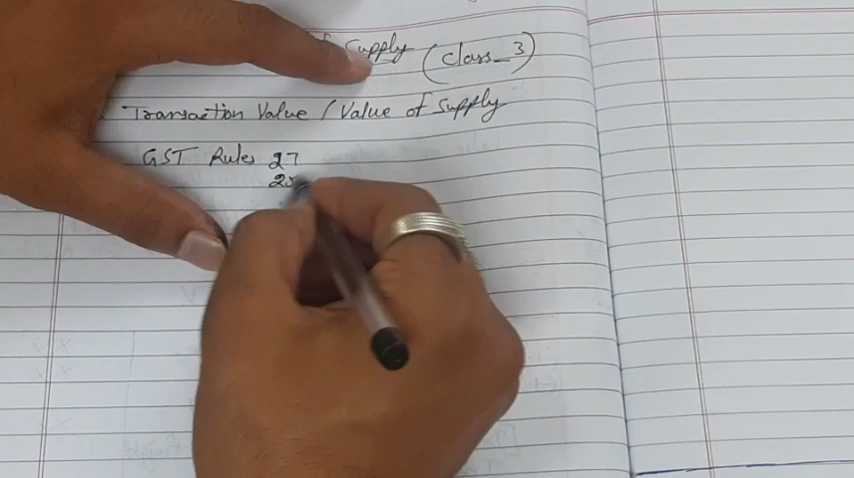 Supply (Class_3)
Transaction Value / Value of Supply
GST Rules 27